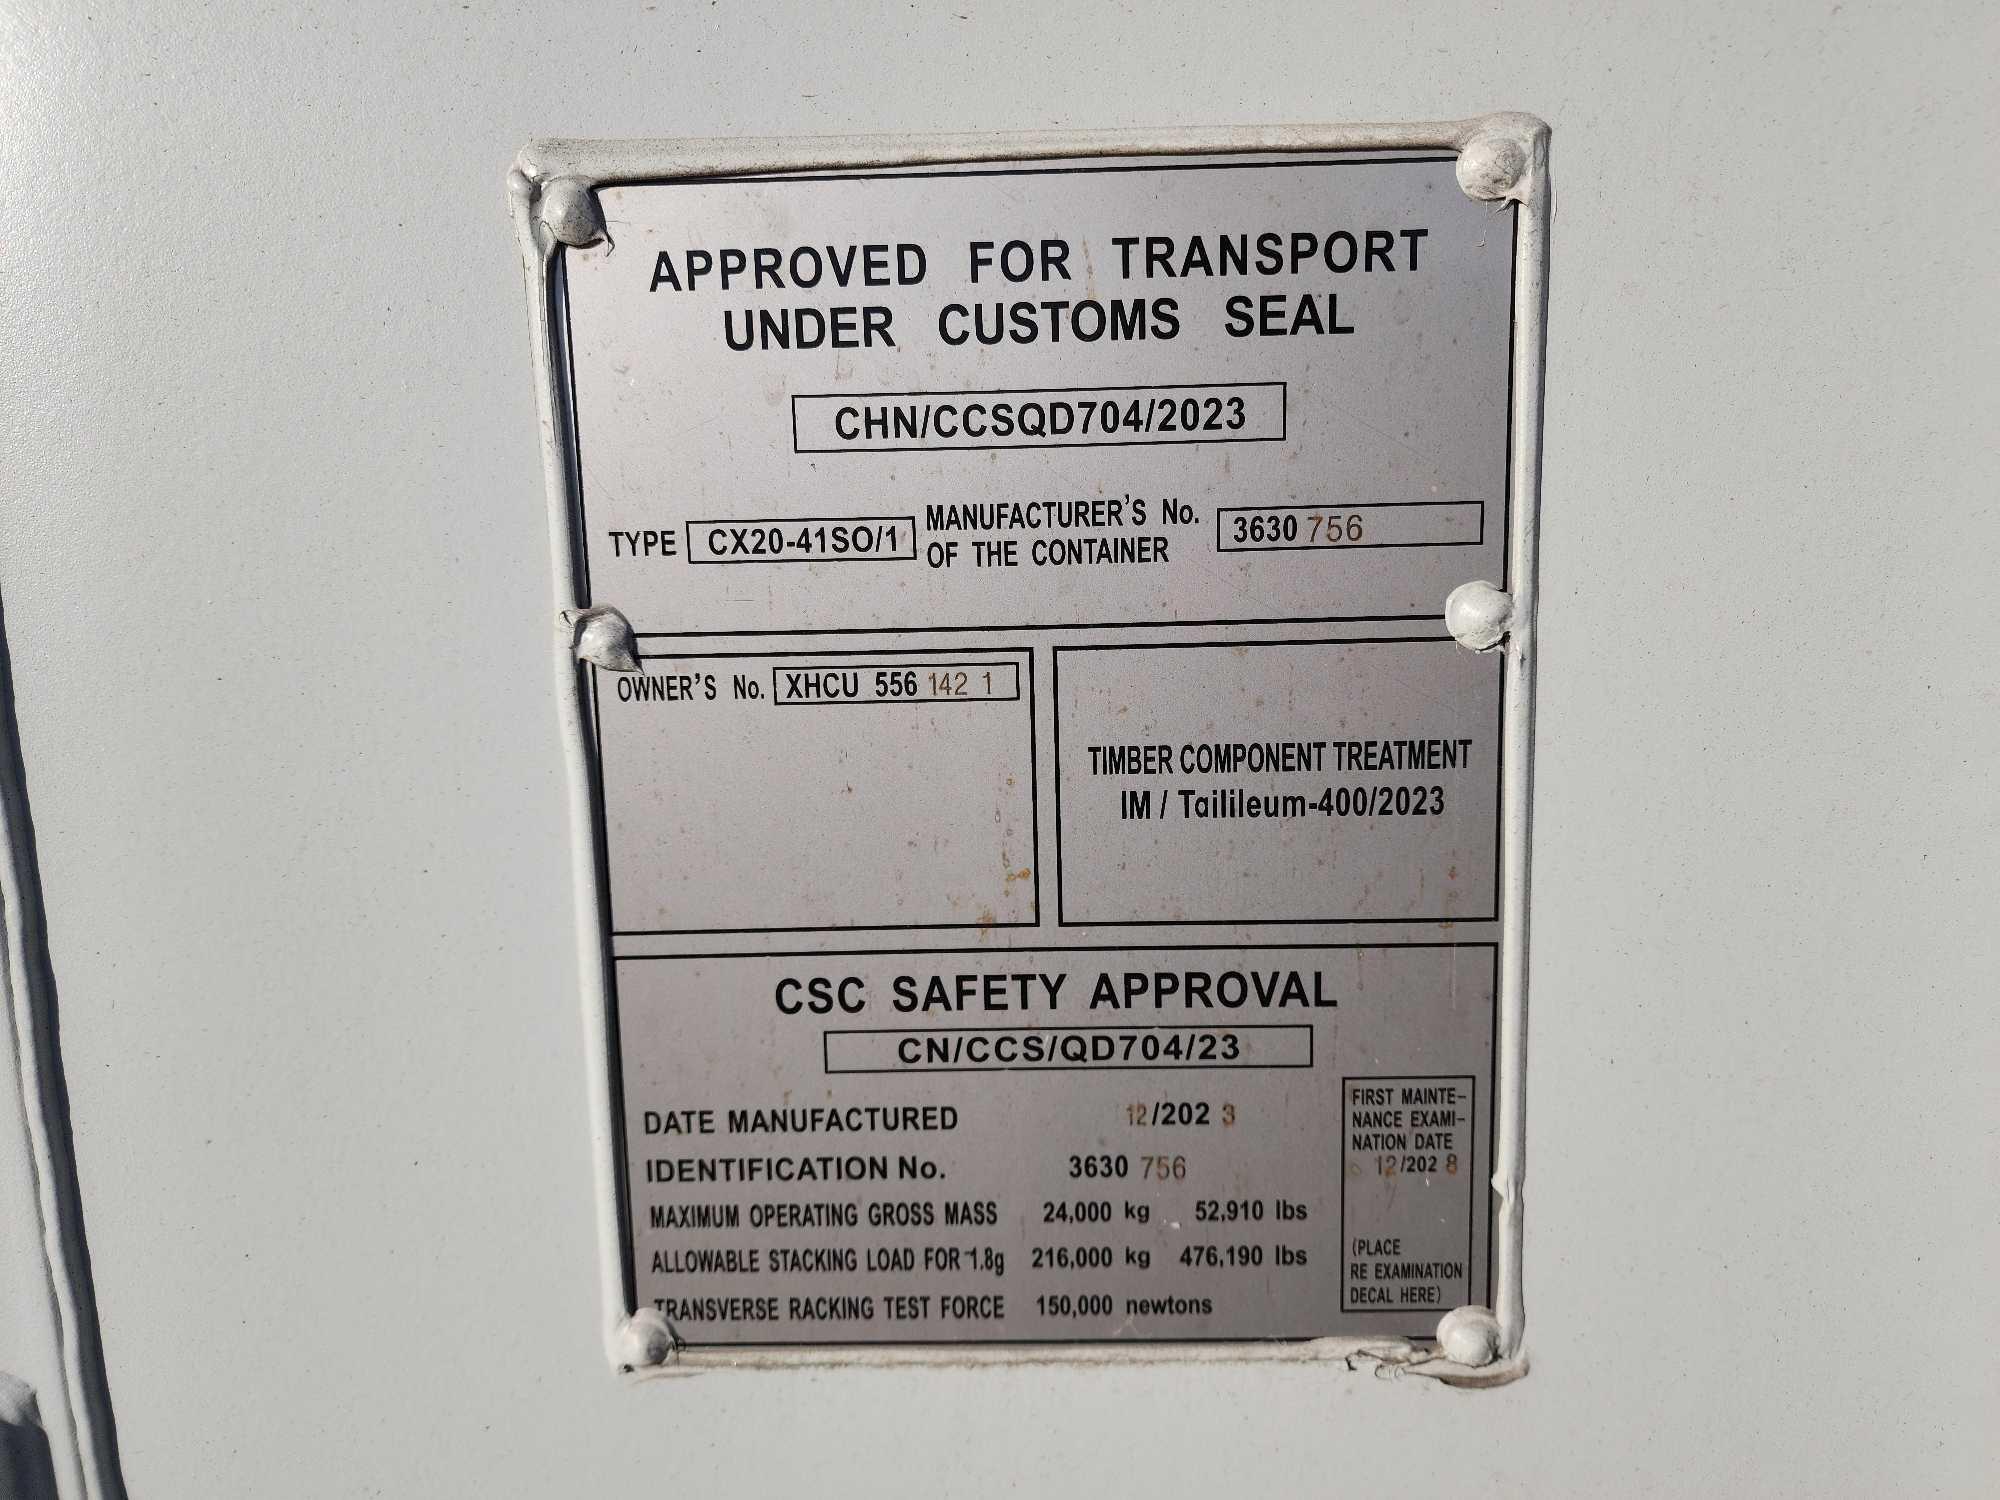 APPROVED FOR TRANSPORT
UNDER CUSTOMS SEAL
CHN/CCSQD704/2023
TYPE CX20-41SO/1 MANUFACTURER'S No. OF THE CONTAINER 3630 756
OWNER'S No. XHCU 556 142 1
TIMBER COMPONENT TREATMENT
IM / Tailileum-400/2023
CSC SAFETY APPROVAL
CN/CCS/QD704/23
DATE MANUFACTURED 12/202 3
IDENTIFICATION No. 3630 756
MAXIMUM OPERATING GROSS MASS 24,000 kg 52,910 lbs
ALLOWABLE STACKING LOAD FOR 1.8g 216,000 kg 476,190 lbs
TRANSVERSE RACKING TEST FORCE 150,000 newtons
FIRST MAINTE-
NANCE EXAMI-
NATION DATE
12/202 8
(PLACE
RE EXAMINATION
DECAL HERE)